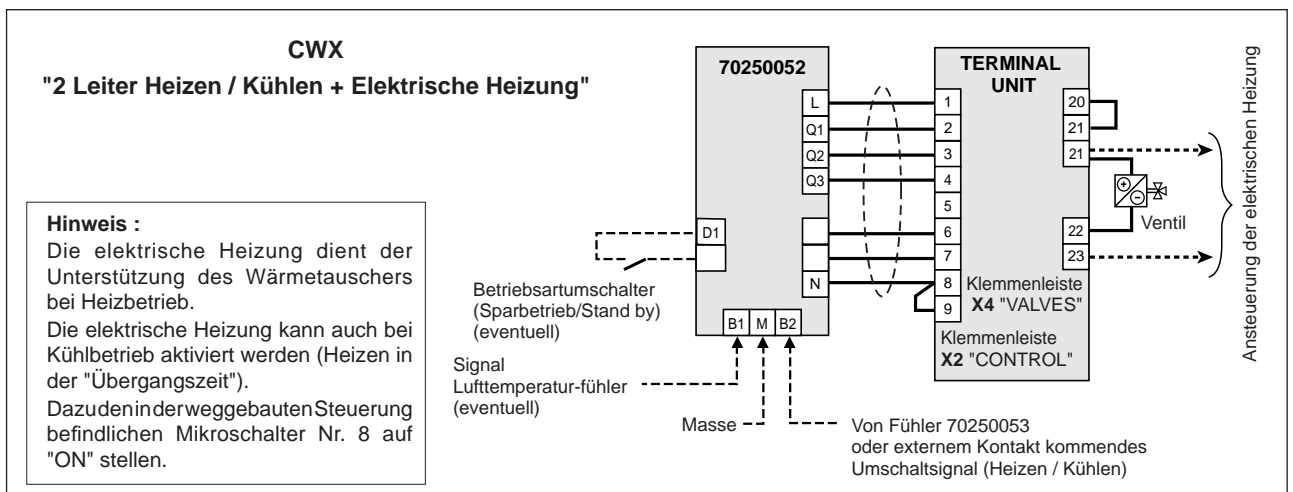 CWX
"2 Leiter Heizen / Kühlen + Elektrische Heizung"
Hinweis :
Die elektrische Heizung dient der
Unterstützung des Wärmetauschers
bei Heizbetrieb.
Die elektrische Heizung kann auch bei
Kühlbetrieb aktiviert werden (Heizen in
der "Übergangszeit").
DazudeninderweggebautenSteuerung
befindlichen Mikroschalter Nr. 8 auf
"ON" stellen.
70250052
L
Q1
Q2
Q3
N
D1
B1 M B2
Betriebsartumschalter
(Sparbetrieb/Stand by)
(eventuell)
Signal
Lufttemperatur-fühler
(eventuell)
Masse
Von Fühler 70250053
oder externem Kontakt kommendes
Umschaltsignal (Heizen / Kühlen)
TERMINAL
UNIT
1
2
3
4
5
6
7
8
9
20
21
21
22
23
Klemmenleiste
X4 "VALVES"
Klemmenleiste
X2 "CONTROL"
Ventil
Ansteuerung der elektrischen Heizung